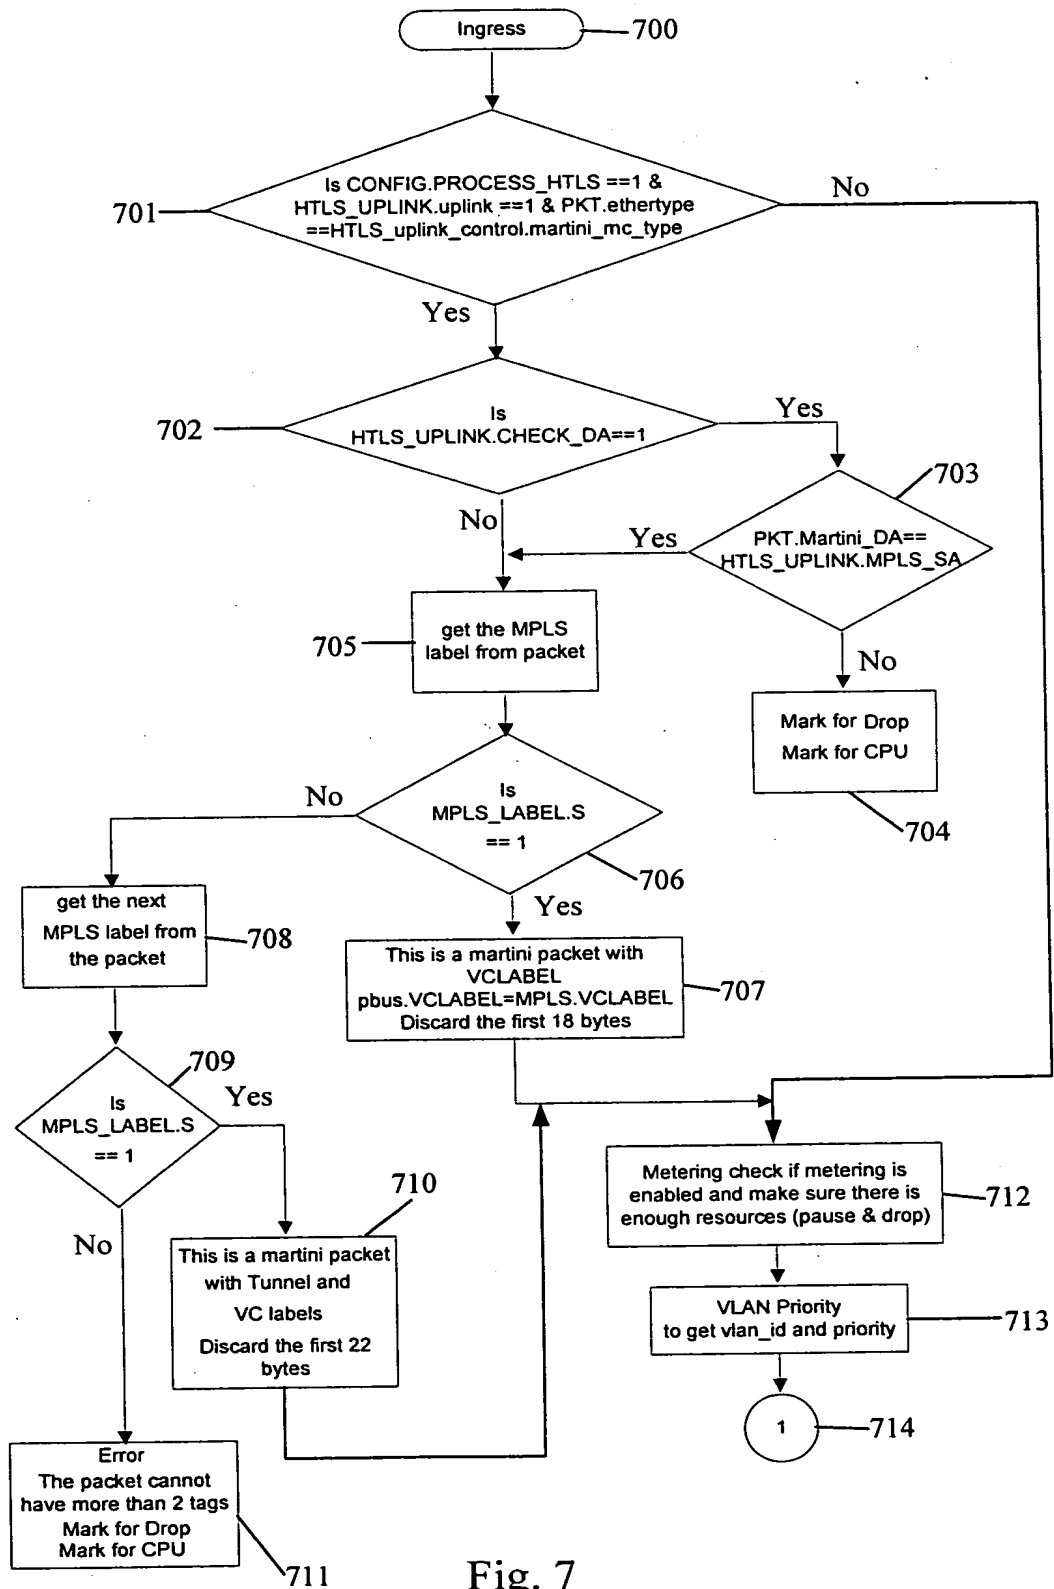 Ingress
700
Is CONFIG.PROCESS_HTLS ==1 &
HTLS_UPLINK.uplink ==1 & PKT.ethertype
==HTLS_uplink_control.martini_mc_type
701
No
Yes
Is
HTLS_UPLINK.CHECK_DA==1
702
Yes
703
No
Yes
PKT.Martini_DA==
HTLS_UPLINK.MPLS_SA
705
get the MPLS
label from packet
No
Mark for Drop
Mark for CPU
704
Is
MPLS_LABEL.S
== 1
No
706
Yes
get the next
MPLS label from
the packet
708
This is a martini packet with
VCLABEL
pbus.VCLABEL=MPLS.VCLABEL
Discard the first 18 bytes
707
709
Is
MPLS_LABEL.S
== 1
Yes
No
710
This is a martini packet
with Tunnel and
VC labels
Discard the first 22
bytes
Metering check if metering is
enabled and make sure there is
enough resources (pause & drop)
712
VLAN Priority
to get vlan_id and priority
713
1
714
Error
The packet cannot
have more than 2 tags
Mark for Drop
Mark for CPU
711
Fig. 7